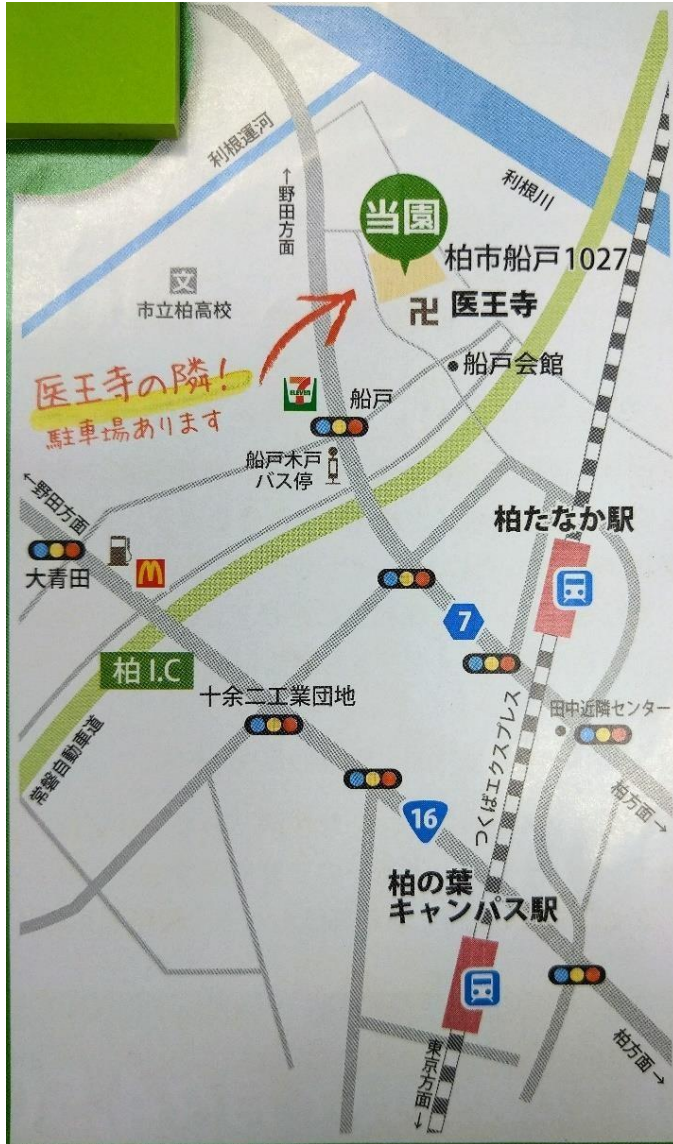 利根運河
↑野田方面
利根川
当園
柏市船戸1027
卍 医王寺
文
市立柏高校
船戸会館
医王寺の隣!
駐車場あります
7
ELEVEN
船戸
船戸木戸
バス停
←野田方面
大青田
M
柏たなか駅
7
柏I.C
十余二工業団地
田中近隣センター
常磐自動車道
つくばエクスプレス
柏方面→
16
柏の葉
キャンパス駅
東京方面→
柏方面→